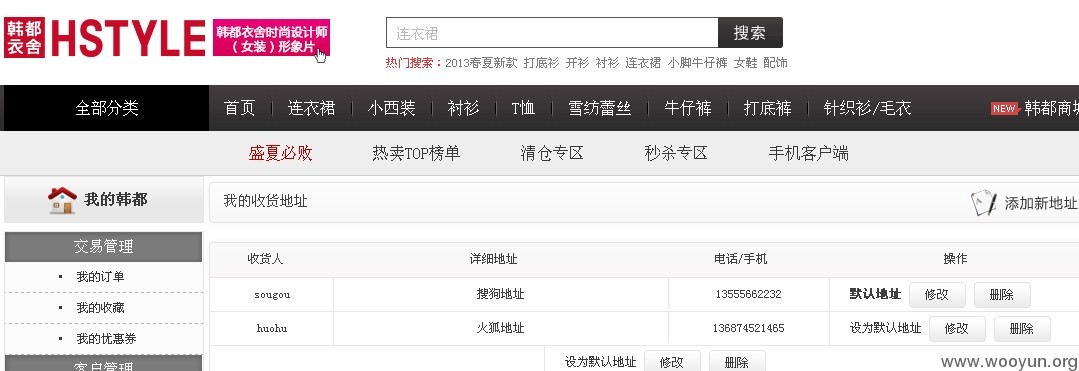 韩都衣舍 HSTYLE 韩都衣舍时尚设计师（女装）形象片
连衣裙 搜索
热门搜索：2013春夏新款 打底衫 开衫 衬衫 连衣裙 小脚牛仔裤 女鞋 配饰
全部分类 首页 连衣裙 小西装 衬衫 T恤 雪纺蕾丝 牛仔裤 打底裤 针织衫/毛衣 NEW 韩都商城
盛夏必败 热卖TOP榜单 清仓专区 秒杀专区 手机客户端
我的韩都 我的收货地址 添加新地址
交易管理 收货人 详细地址 电话/手机 操作
我的订单 sougou 搜狗地址 13555662232 默认地址 修改 删除
我的收藏 huohu 火狐地址 136874521465 设为默认地址 修改 删除
我的优惠券
客户管理 设为默认地址 修改 删除
www.wooyun.org